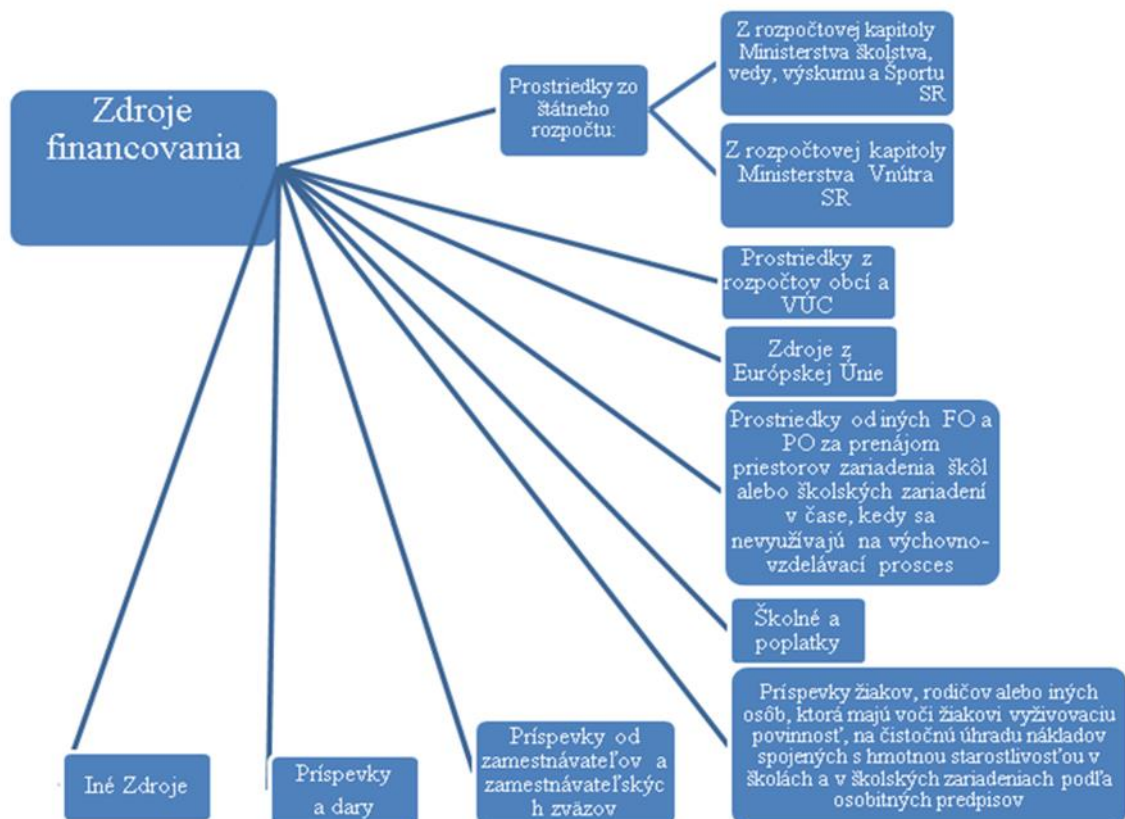 Zdroje
financovania
Prostriedky zo
štátneho
rozpočtu:
Z rozpočtovej kapitoly
Ministerstva školstva,
vedy, výskumu a Športu
SR
Z rozpočtovej kapitoly
Ministerstva Vnútra
SR
Prostriedky z
rozpočtov obcí a
VÚC
Zdroje z
Európskej Únie
Prostriedky od iných FO a
PO za prenájom
priestorov zariadenia škôl
alebo školských zariadení
v čase, kedy sa
nevyužívajú na výchovno-
vzdelávací prosces
Školné a
poplatky
Príspevky žiakov, rodičov alebo iných
osôb, ktorá majú voči žiakovi vyživovaciu
povinnosť, na čistočnú úhradu nákladov
spojených s hmotnou starostlivosťou v
školách a v školských zariadeniach podľa
osobitných predpisov
Príspevky od
zamestnávateľov a
zamestnávateľskýc
h zväzov
Príspevky
a dary
Iné Zdroje